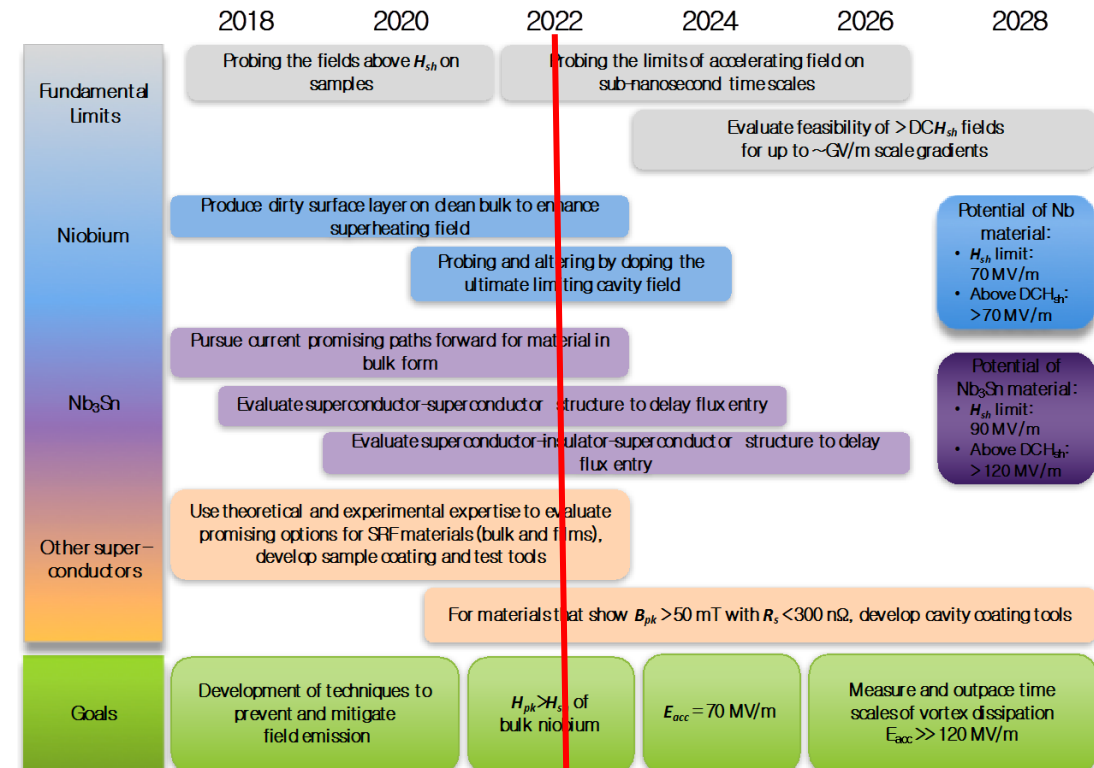 2018 2020 2022 2024 2026 2028
Fundamental
Limits
Probing the fields above Hsh on
samples
Probing the limits of accelerating field on
sub-nanosecond time scales
Evaluate feasibility of > DC Hsh fields
for up to ~GV/m scale gradients
Niobium
Produce dirty surface layer on clean bulk to enhance
superheating field
Probing and altering by doping the
ultimate limiting cavity field
Potential of Nb
material:
• Hsh limit:
70 MV/m
• Above DCHsh:
>70 MV/m
Nb₃Sn
Pursue current promising paths forward for material in
bulk form
Evaluate superconductor-superconductor structure to delay flux entry
Evaluate superconductor-insulator-superconductor structure to delay
flux entry
Potential of
Nb₃Sn material:
• Hsh limit:
90 MV/m
• Above DCHsh:
>120 MV/m
Other super-
conductors
Use theoretical and experimental expertise to evaluate
promising options for SRF materials (bulk and films),
develop sample coating and test tools
For materials that show Bpk >50 mT with Rs <300 nΩ, develop cavity coating tools
Goals
Development of techniques to
prevent and mitigate
field emission
Hpk>Hsh of
bulk niobium
Eacc = 70 MV/m
Measure and outpace time
scales of vortex dissipation
Eacc >> 120 MV/m